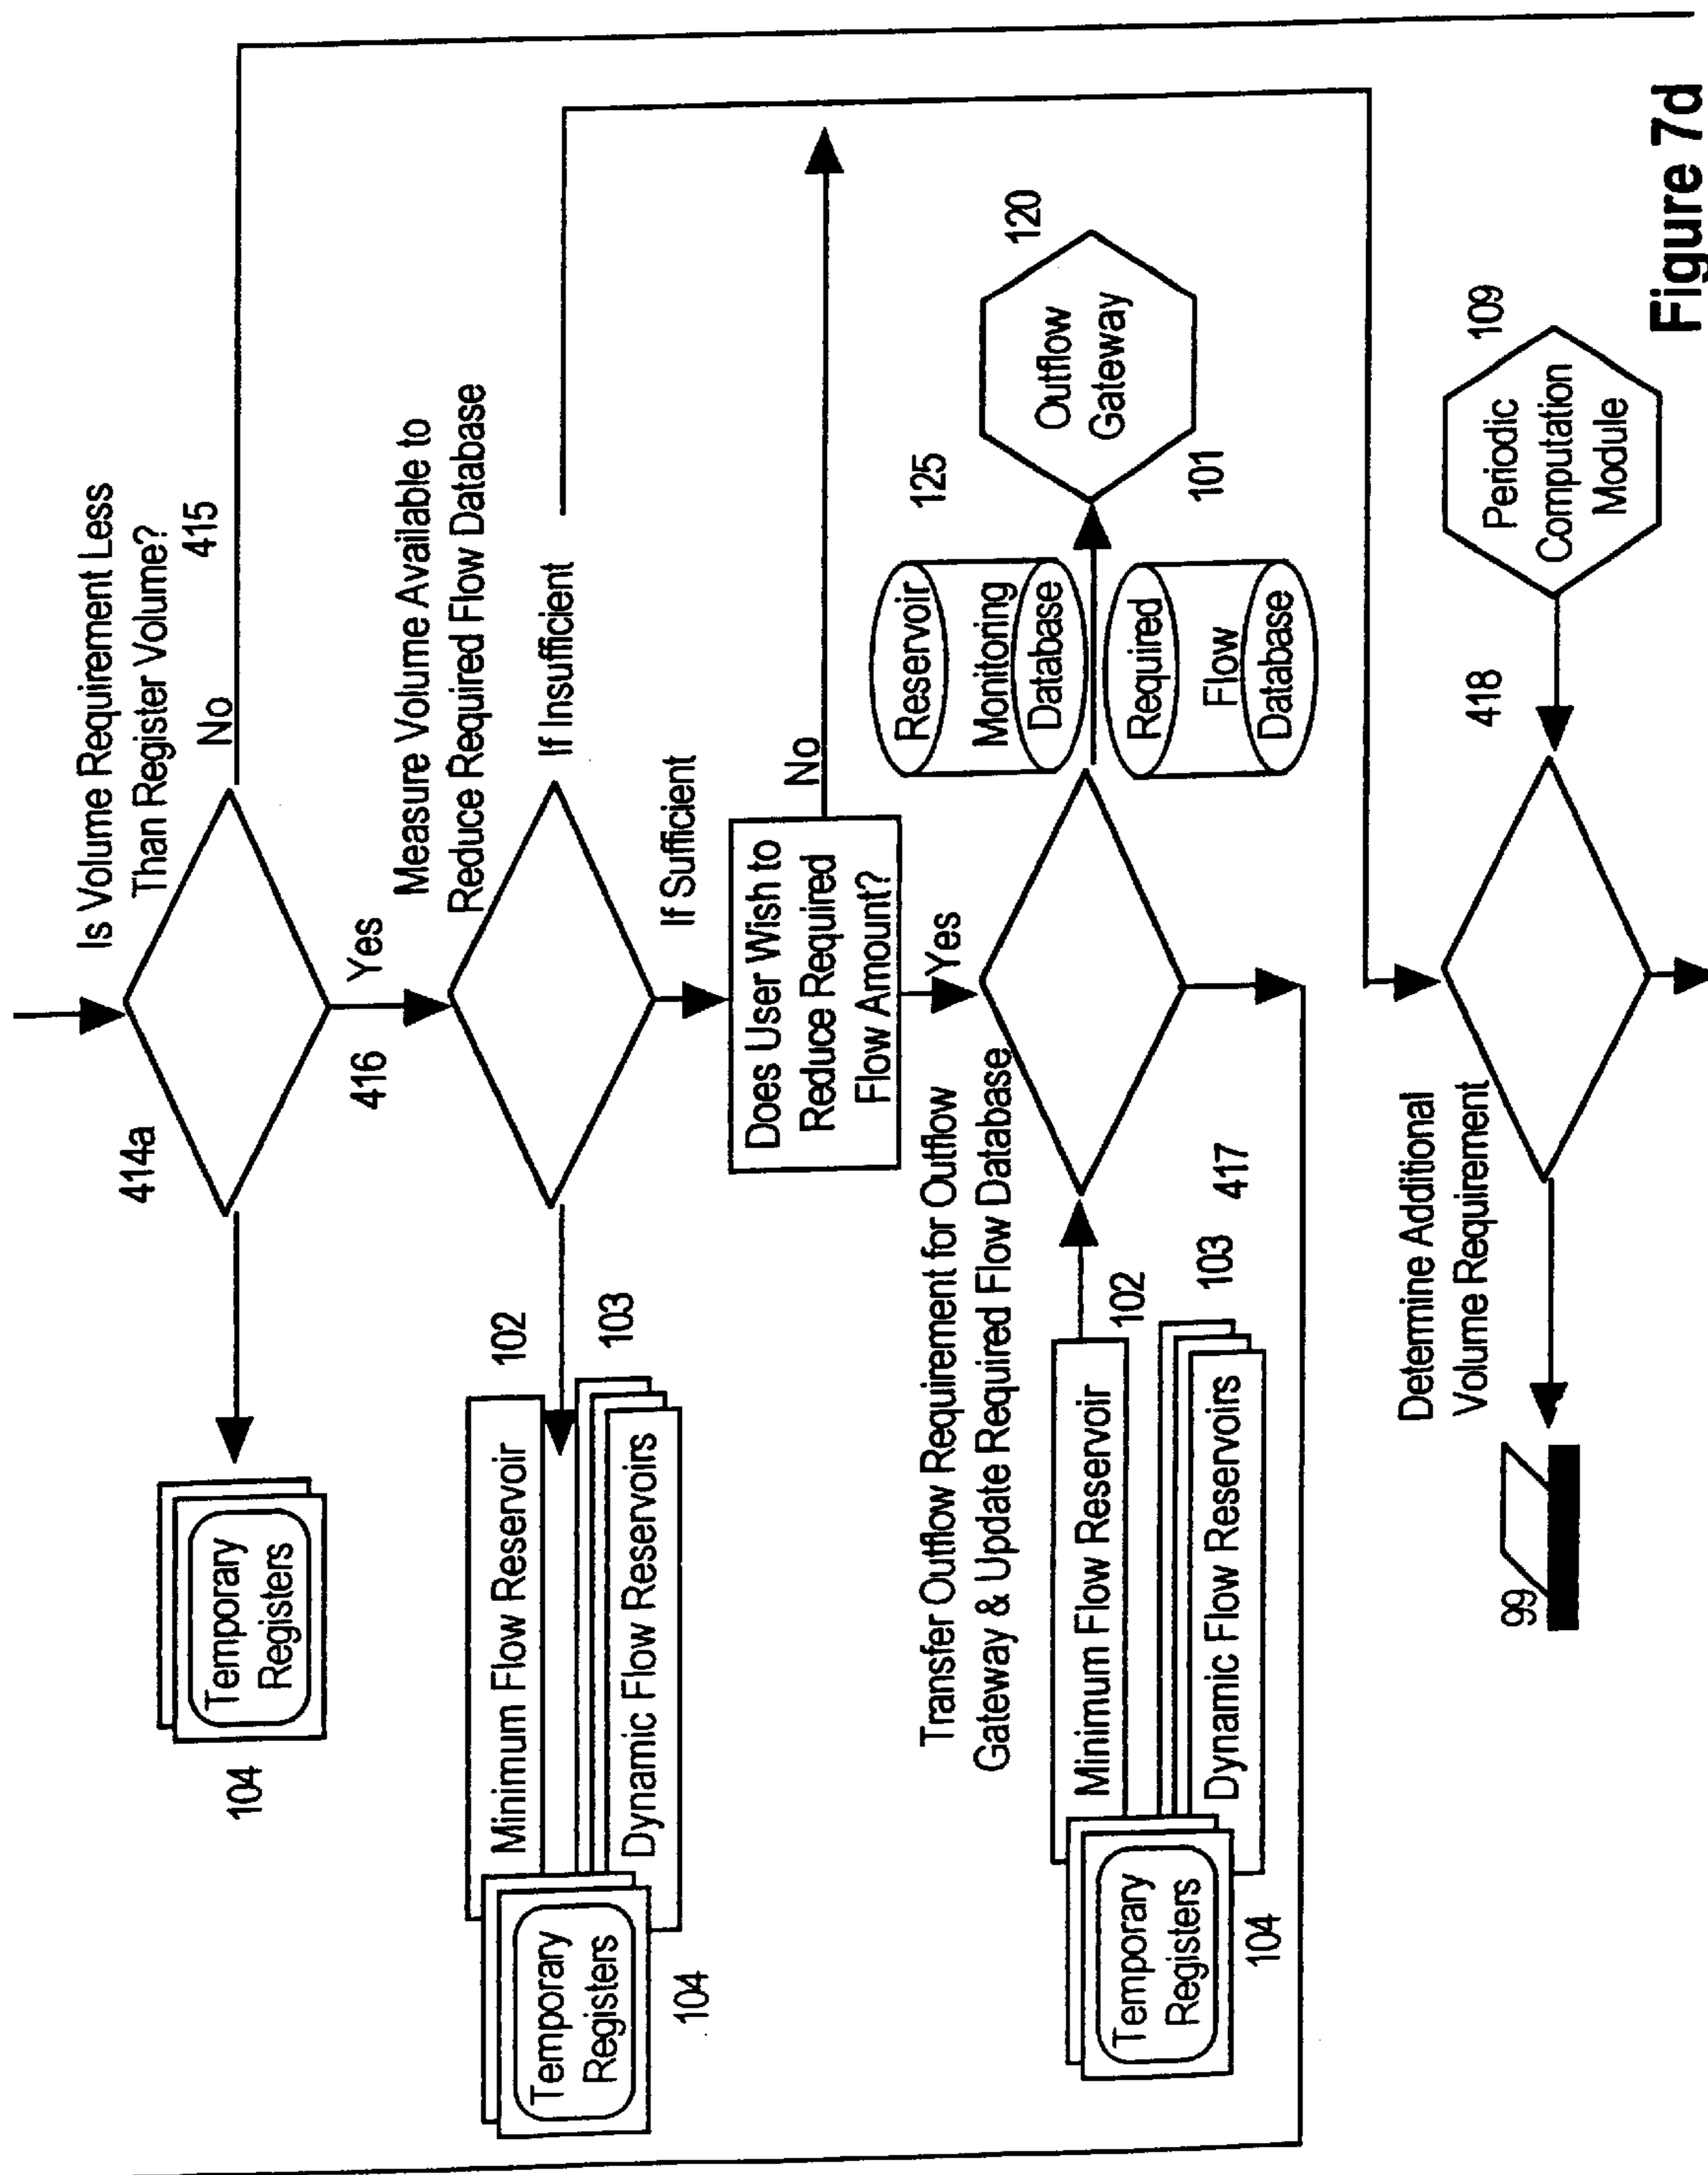 Is Volume Requirement Less
Than Register Volume?
414a
No
415
Temporary
Registers
104
Yes
416
Measure Volume Available to
Reduce Required Flow Database
If Insufficient
Minimum Flow Reservoir
102
103
Dynamic Flow Reservoirs
Temporary
Registers
104
If Sufficient
Does User Wish to
Reduce Required
Flow Amount?
No
Yes
Transfer Outflow Requirement for Outflow
Gateway & Update Required Flow Database
Reservoir
Monitoring
Database
125
Required
Flow
Database
101
Outflow
Gateway
120
Minimum Flow Reservoir
102
103
417
Dynamic Flow Reservoirs
Temporary
Registers
104
Determine Additional
Volume Requirement
418
Periodic
Computation
Module
109
99
Figure 7d